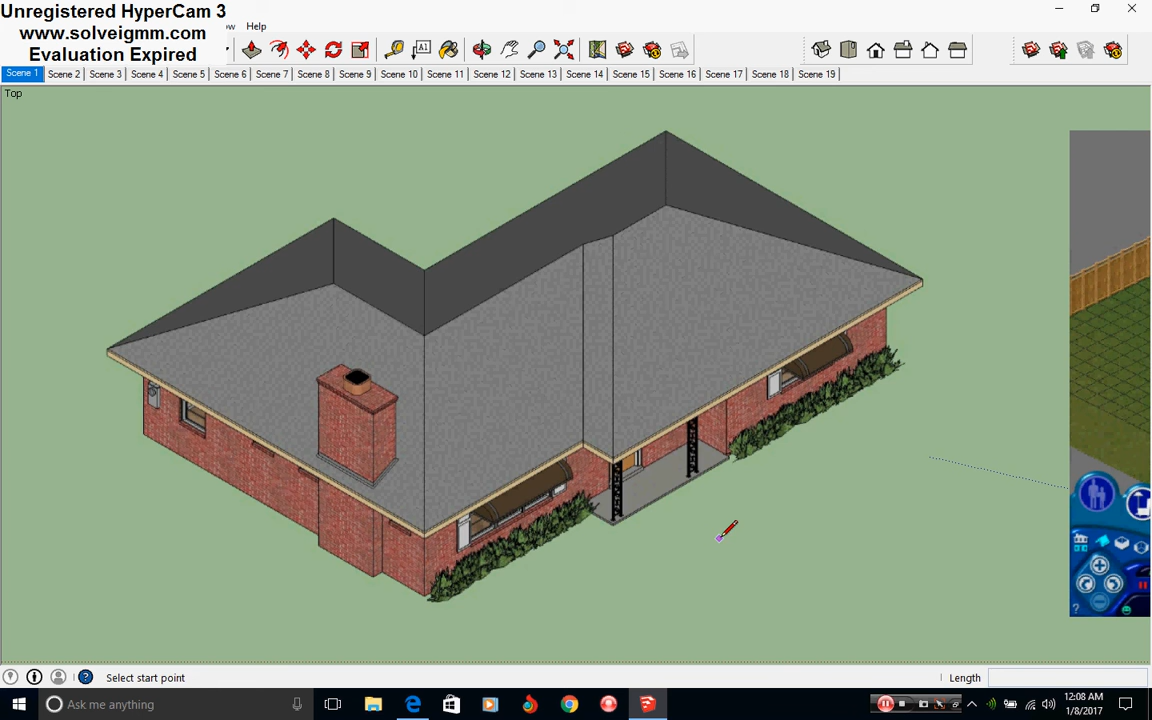 Unregistered HyperCam 3
www.solveigmm.com
Evaluation Expired
ow Help
A1
Scene 1 Scene 2 Scene 3 Scene 4 Scene 5 Scene 6 Scene 7 Scene 8 Scene 9 Scene 10 Scene 11 Scene 12 Scene 13 Scene 14 Scene 15 Scene 16 Scene 17 Scene 18 Scene 19
Top
?
? Select start point Length
Ask me anything
12:08 AM
1/8/2017